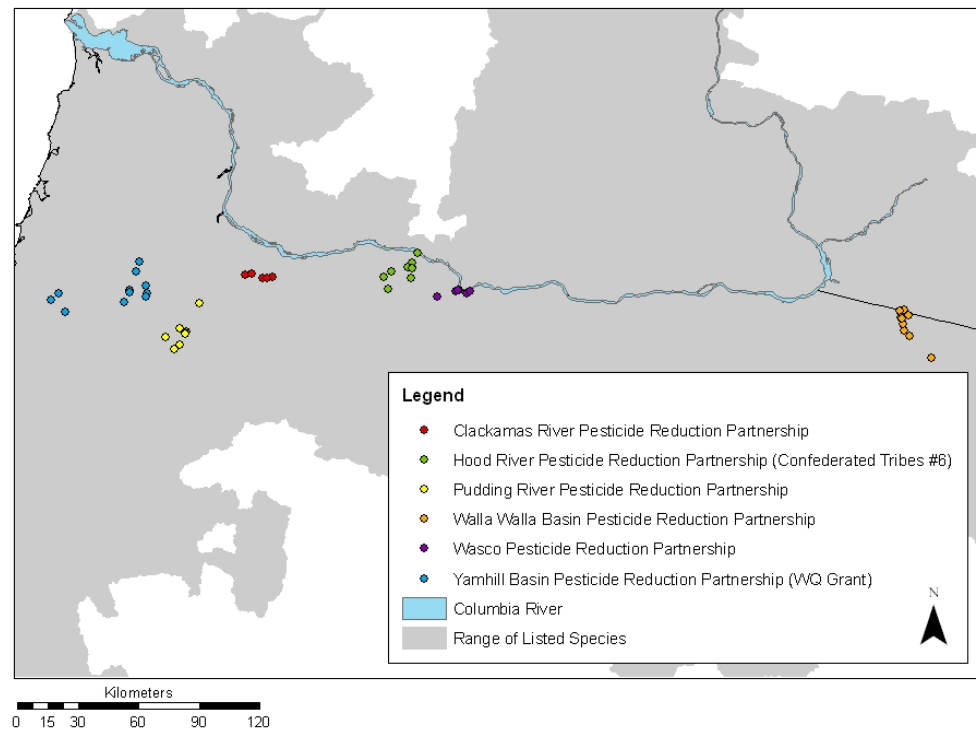 Legend
Clackamas River Pesticide Reduction Partnership
Hood River Pesticide Reduction Partnership (Confederated Tribes #6)
Pudding River Pesticide Reduction Partnership
Walla Walla Basin Pesticide Reduction Partnership
Wasco Pesticide Reduction Partnership
Yamhill Basin Pesticide Reduction Partnership (WQ Grant)
Columbia River
Range of Listed Species
N
Kilometers
0 15 30 60 90 120